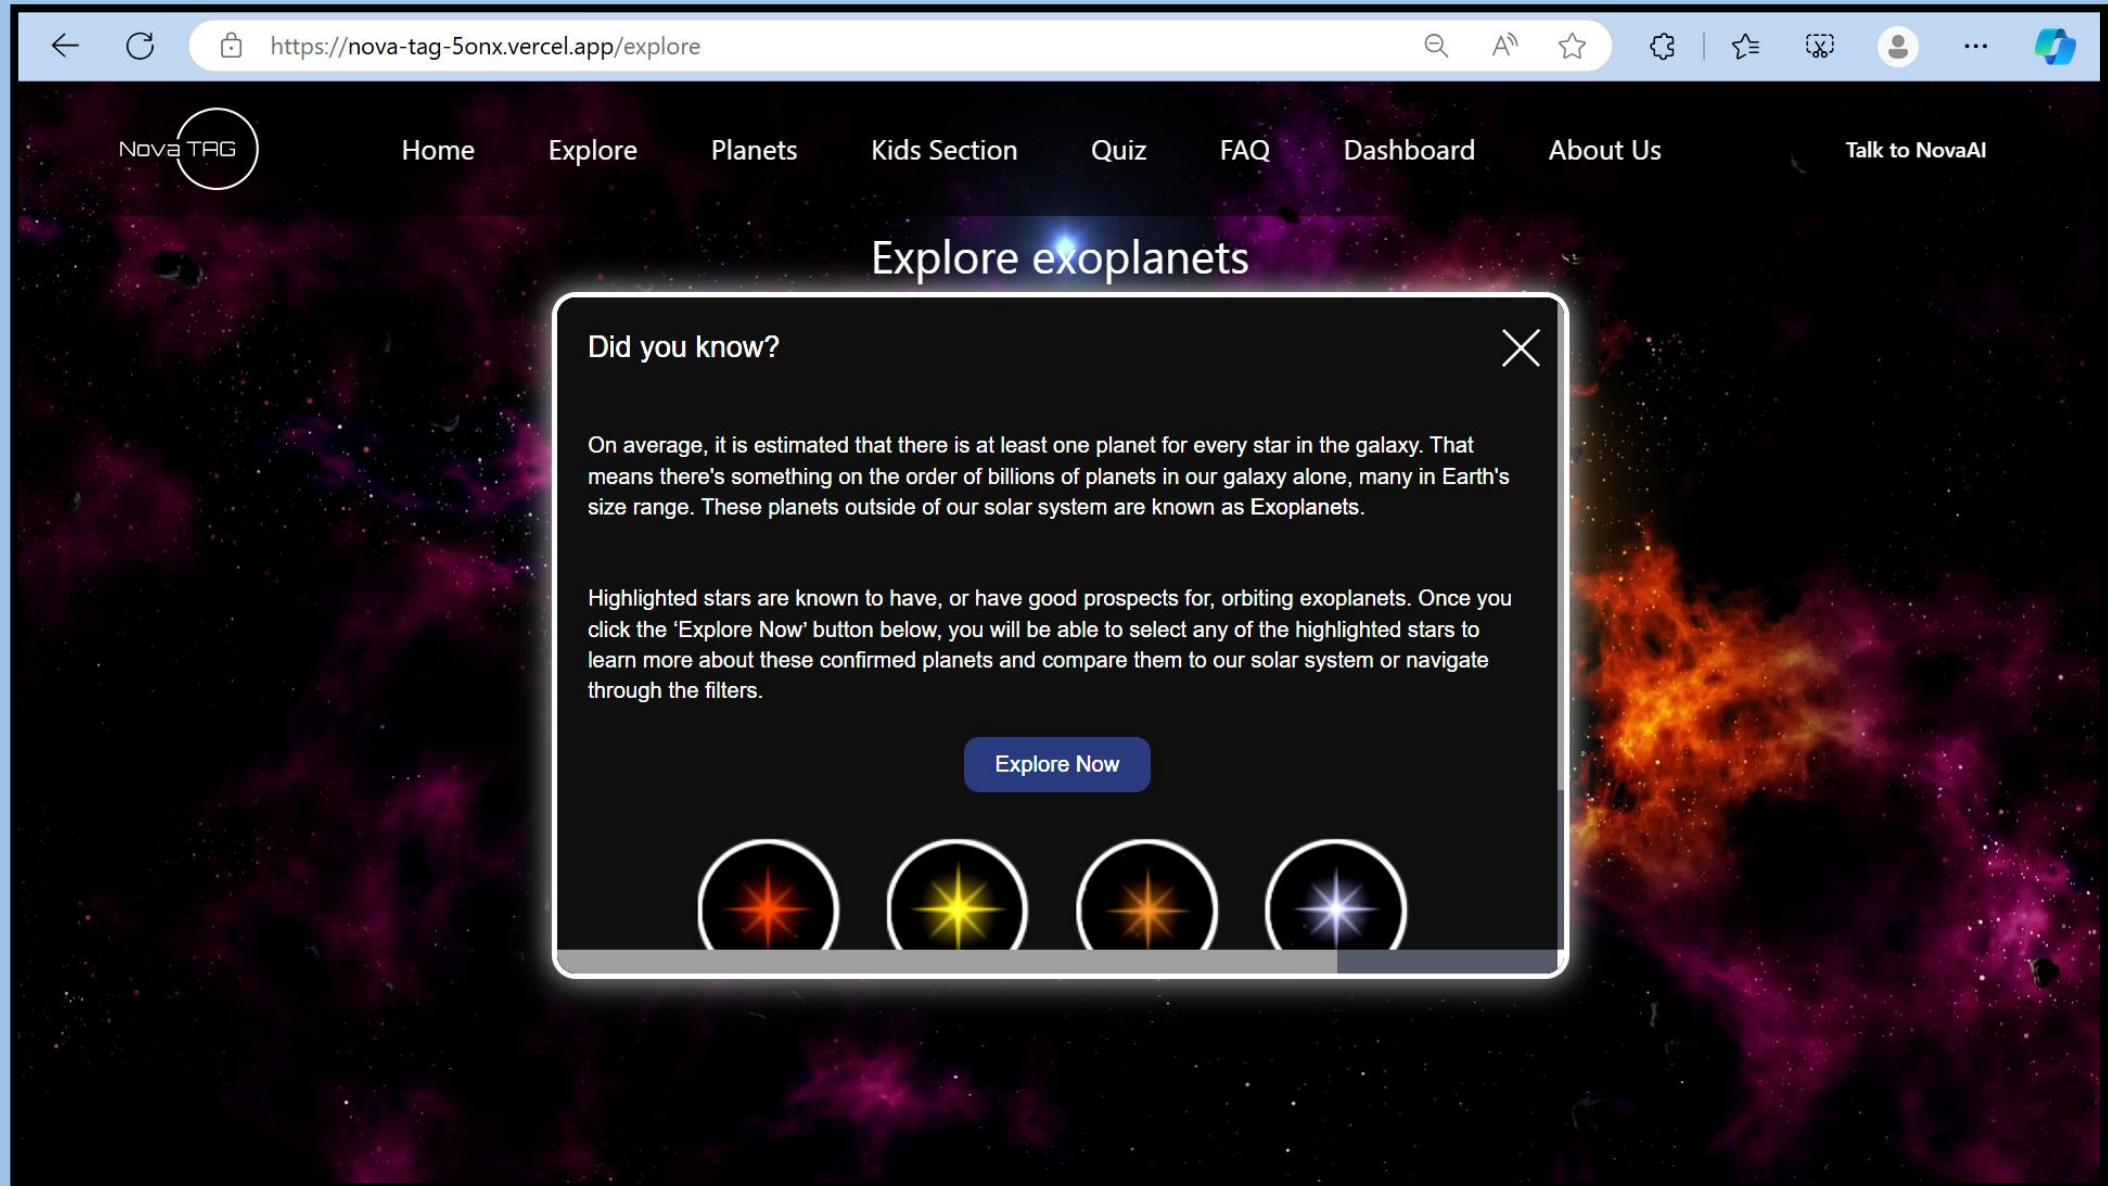 https://nova-tag-5onx.vercel.app/explore
Nova TAG
Home Explore Planets Kids Section Quiz FAQ Dashboard About Us Talk to NovaAI
Explore exoplanets
Did you know?
On average, it is estimated that there is at least one planet for every star in the galaxy. That
means there's something on the order of billions of planets in our galaxy alone, many in Earth's
size range. These planets outside of our solar system are known as Exoplanets.
Highlighted stars are known to have, or have good prospects for, orbiting exoplanets. Once you
click the ‘Explore Now’ button below, you will be able to select any of the highlighted stars to
learn more about these confirmed planets and compare them to our solar system or navigate
through the filters.
Explore Now